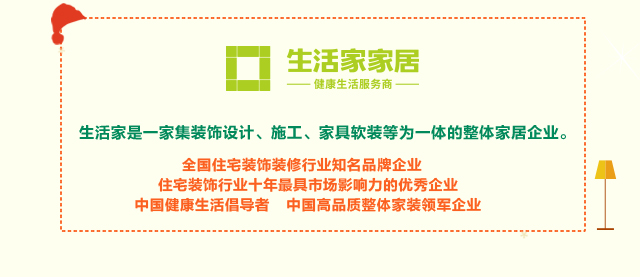 生活家家居
健康生活服务商
生活家是一家集装饰设计、施工、家具软装等为一体的整体家居企业。
全国住宅装饰装修行业知名品牌企业
住宅装饰行业十年最具市场影响力的优秀企业
中国健康生活倡导者 中国高品质整体家装领军企业